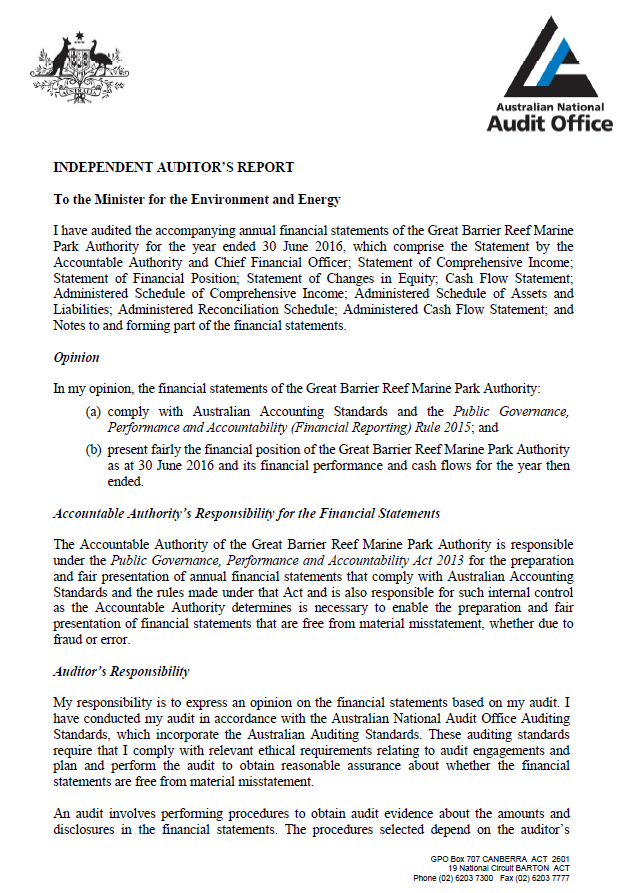 AUSTRALIA
Australian National
Audit Office
INDEPENDENT AUDITOR'S REPORT
To the Minister for the Environment and Energy
I have audited the accompanying annual financial statements of the Great Barrier Reef Marine
Park Authority for the year ended 30 June 2016, which comprise the Statement by the
Accountable Authority and Chief Financial Officer; Statement of Comprehensive Income;
Statement of Financial Position; Statement of Changes in Equity; Cash Flow Statement;
Administered Schedule of Comprehensive Income; Administered Schedule of Assets and
Liabilities; Administered Reconciliation Schedule; Administered Cash Flow Statement; and
Notes to and forming part of the financial statements.
Opinion
In my opinion, the financial statements of the Great Barrier Reef Marine Park Authority:
(a) comply with Australian Accounting Standards and the Public Governance,
Performance and Accountability (Financial Reporting) Rule 2015; and
(b) present fairly the financial position of the Great Barrier Reef Marine Park Authority
as at 30 June 2016 and its financial performance and cash flows for the year then
ended.
Accountable Authority's Responsibility for the Financial Statements
The Accountable Authority of the Great Barrier Reef Marine Park Authority is responsible
under the Public Governance, Performance and Accountability Act 2013 for the preparation
and fair presentation of annual financial statements that comply with Australian Accounting
Standards and the rules made under that Act and is also responsible for such internal control
as the Accountable Authority determines is necessary to enable the preparation and fair
presentation of financial statements that are free from material misstatement, whether due to
fraud or error.
Auditor's Responsibility
My responsibility is to express an opinion on the financial statements based on my audit. I
have conducted my audit in accordance with the Australian National Audit Office Auditing
Standards, which incorporate the Australian Auditing Standards. These auditing standards
require that I comply with relevant ethical requirements relating to audit engagements and
plan and perform the audit to obtain reasonable assurance about whether the financial
statements are free from material misstatement.
An audit involves performing procedures to obtain audit evidence about the amounts and
disclosures in the financial statements. The procedures selected depend on the auditor's
GPO Box 707 CANBERRA ACT 2601
19 National Circuit BARTON ACT
Phone (02) 6203 7300 Fax (02) 6203 7777